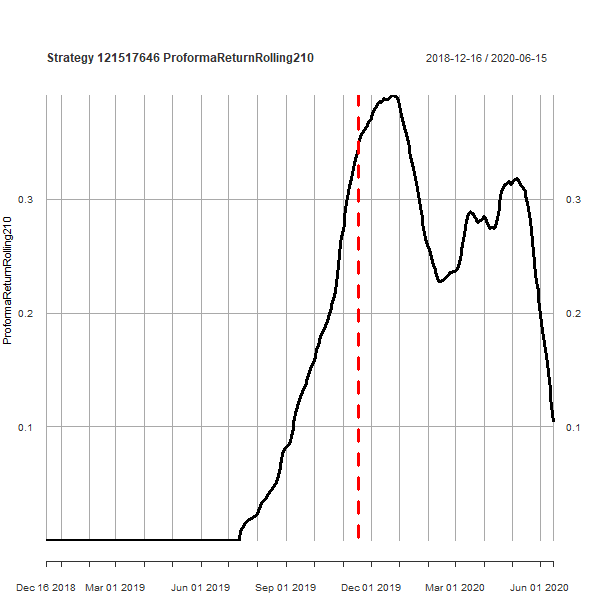 Strategy 121517646 ProformaReturnRolling210
2018-12-16 / 2020-06-15
ProformaReturnRolling210
0.3
0.3
0.2
0.2
0.1
0.1
Dec 16 2018
Mar 01 2019
Jun 01 2019
Sep 01 2019
Dec 01 2019
Mar 01 2020
Jun 01 2020